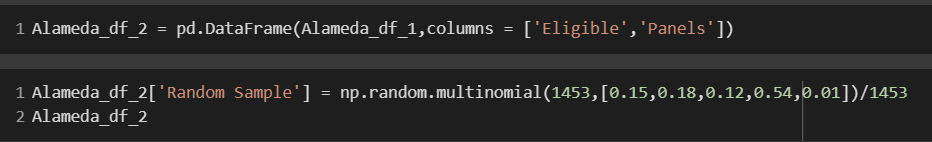 1 Alameda_df_2 = pd.DataFrame(Alameda_df_1,columns = ['Eligible','Panels'])
1 Alameda_df_2['Random Sample'] = np.random.multinomial(1453,[0.15,0.18,0.12,0.54,0.01])/1453
2 Alameda_df_2